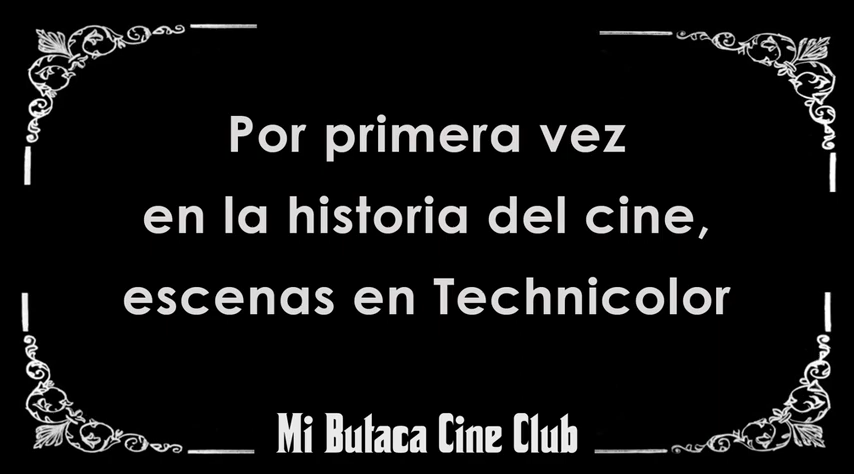 Por primera vez
en la historia del cine,
escenas en Technicolor
Mi Butaca Cine Club